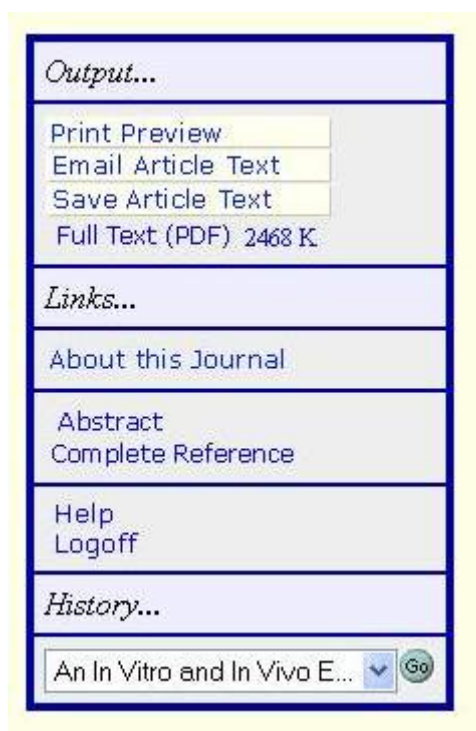 Output...
Print Preview
Email Article Text
Save Article Text
Full Text (PDF) 2468 K
Links...
About this Journal
Abstract
Complete Reference
Help
Logoff
History...
An In Vitro and In Vivo E... Go